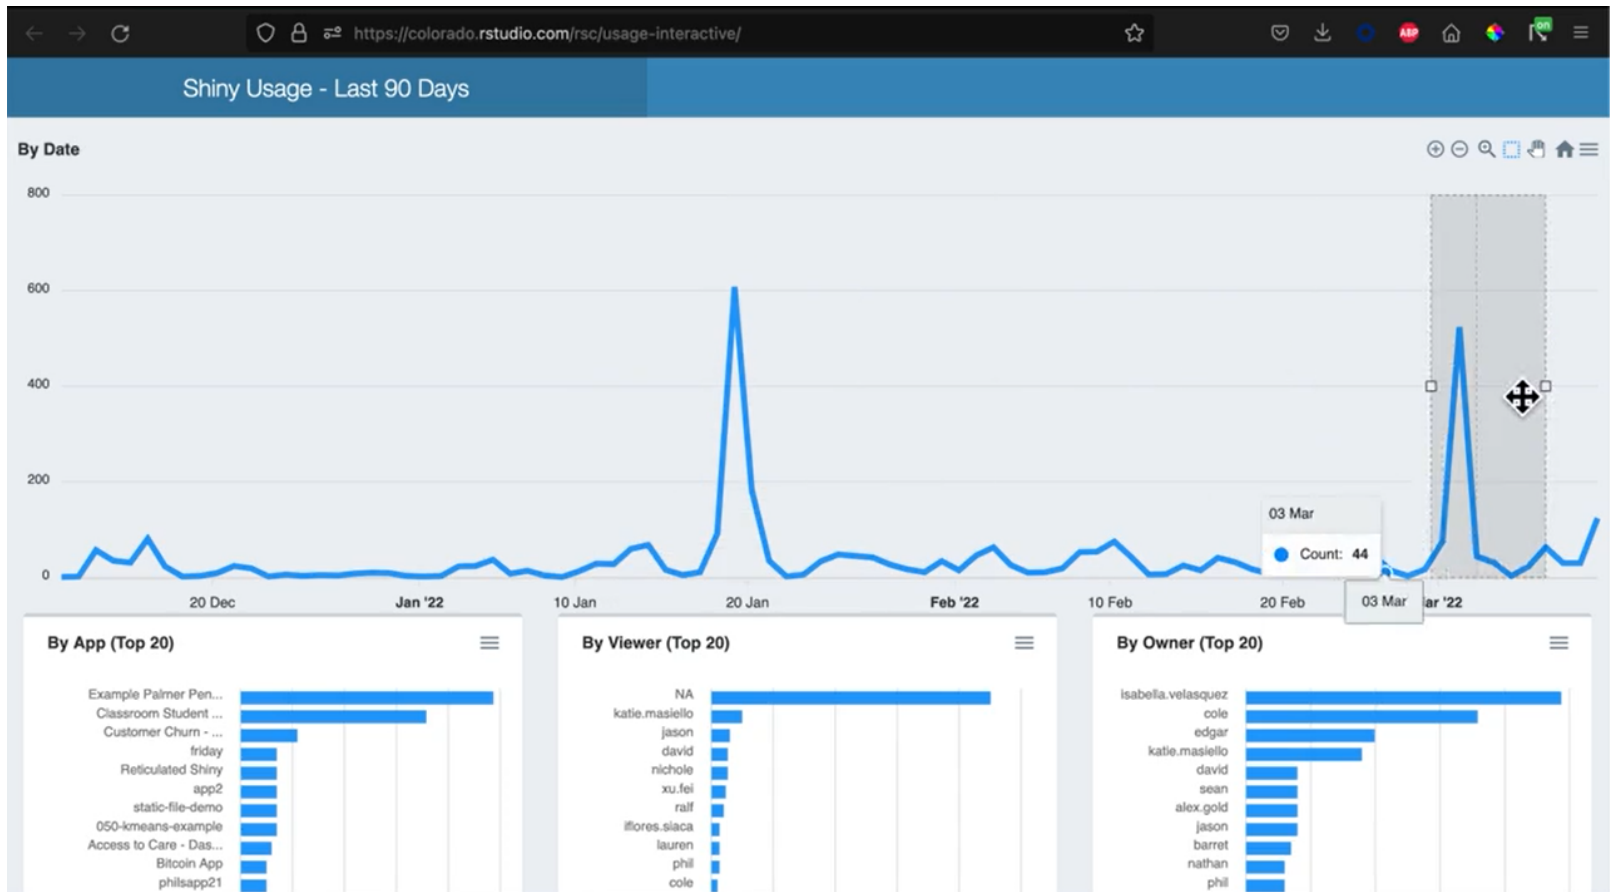 https://colorado.rstudio.com/rsc/usage-interactive/
ABP
on
Shiny Usage - Last 90 Days
By Date
800
600
400
200
0
03 Mar
Count: 44
20 Dec
Jan '22
10 Jan
20 Jan
Feb '22
10 Feb
20 Feb
03 Mar
ar '22
By App (Top 20)
Example Palmer Pen...
Classroom Student ...
Customer Churn - ...
friday
Reticulated Shiny
app2
static-file-demo
050-kmeans-example
Access to Care - Das...
Bitcoin App
philsapp21
By Viewer (Top 20)
NA
katie.masiello
jason
david
nichole
xu.fei
ralf
iflores.siaca
lauren
phil
cole
By Owner (Top 20)
isabella.velasquez
cole
edgar
katie.masiello
david
sean
alex.gold
jason
barret
nathan
phil